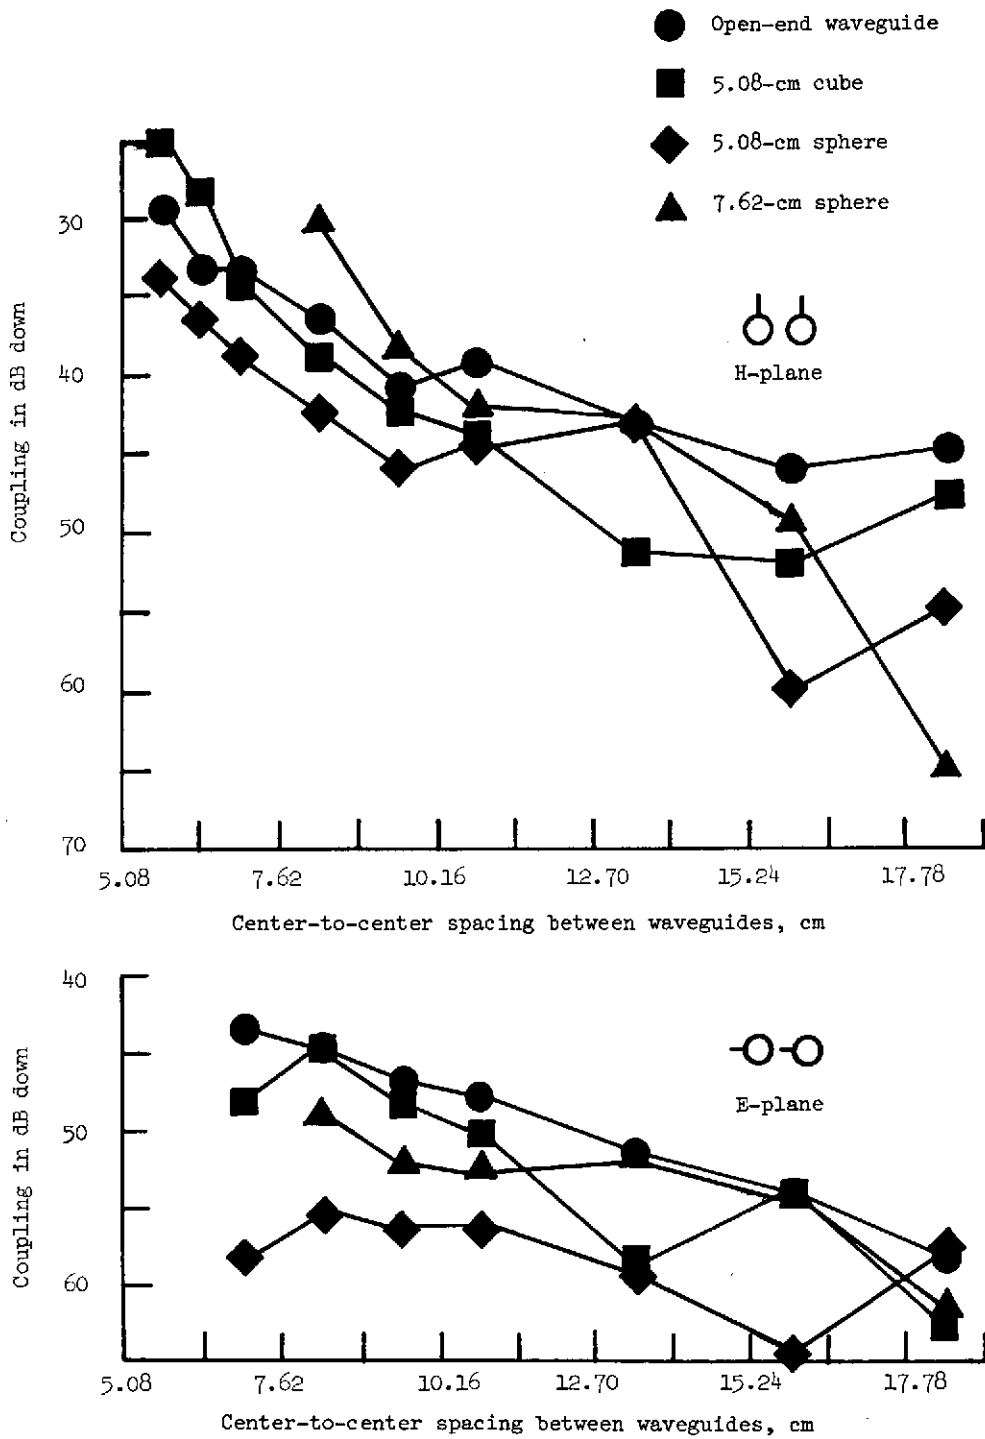 Open-end waveguide
5.08-cm cube
5.08-cm sphere
7.62-cm sphere
30
40
50
60
70
Coupling in dB down
H-plane
5.08 7.62 10.16 12.70 15.24 17.78
Center-to-center spacing between waveguides, cm
40
50
60
Coupling in dB down
E-plane
5.08 7.62 10.16 12.70 15.24 17.78
Center-to-center spacing between waveguides, cm